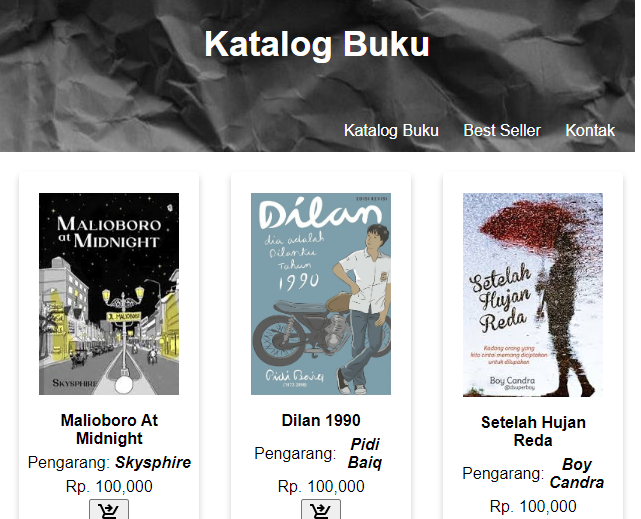 Katalog Buku
Katalog Buku Best Seller Kontak
MALIOBORO
at MIDNIGHT
JL. MALIOBORO
SKYSPHIRE
Malioboro At
Midnight
Pengarang: Skysphire
Rp. 100,000
EDISI REVISI
Dilan
dia adalah
Dilanku
Tahun
1990
Pidi Baiq
Dilan 1990
Pengarang: Pidi
Baiq
Rp. 100,000
Setelah
Hujan
Reda
Kadang orang yang
kita cintai memang diciptakan
untuk dilupakan
Boy Candra
@dsuperboy
Setelah Hujan
Reda
Pengarang: Boy
Candra
Rp. 100,000